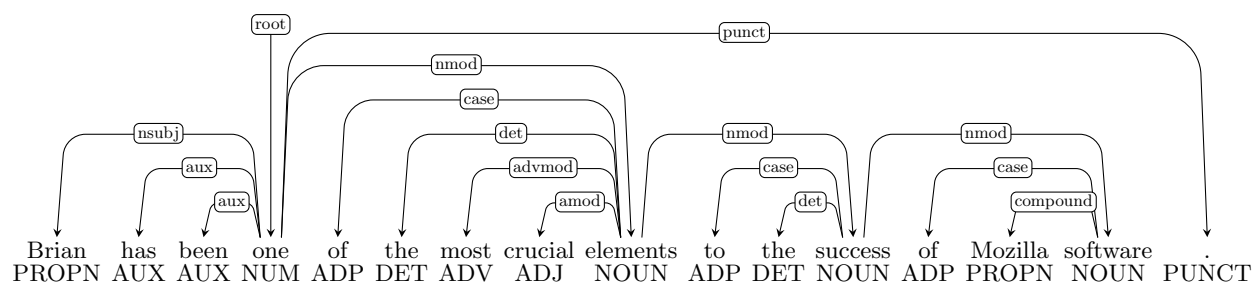 root
punct
nmod
case
nsubj det nmod nmod
aux advmod case case
aux amod det compound
Brian has been one of the most crucial elements to the success of Mozilla software .
PROPN AUX AUX NUM ADP DET ADV ADJ NOUN ADP DET NOUN ADP PROPN NOUN PUNCT